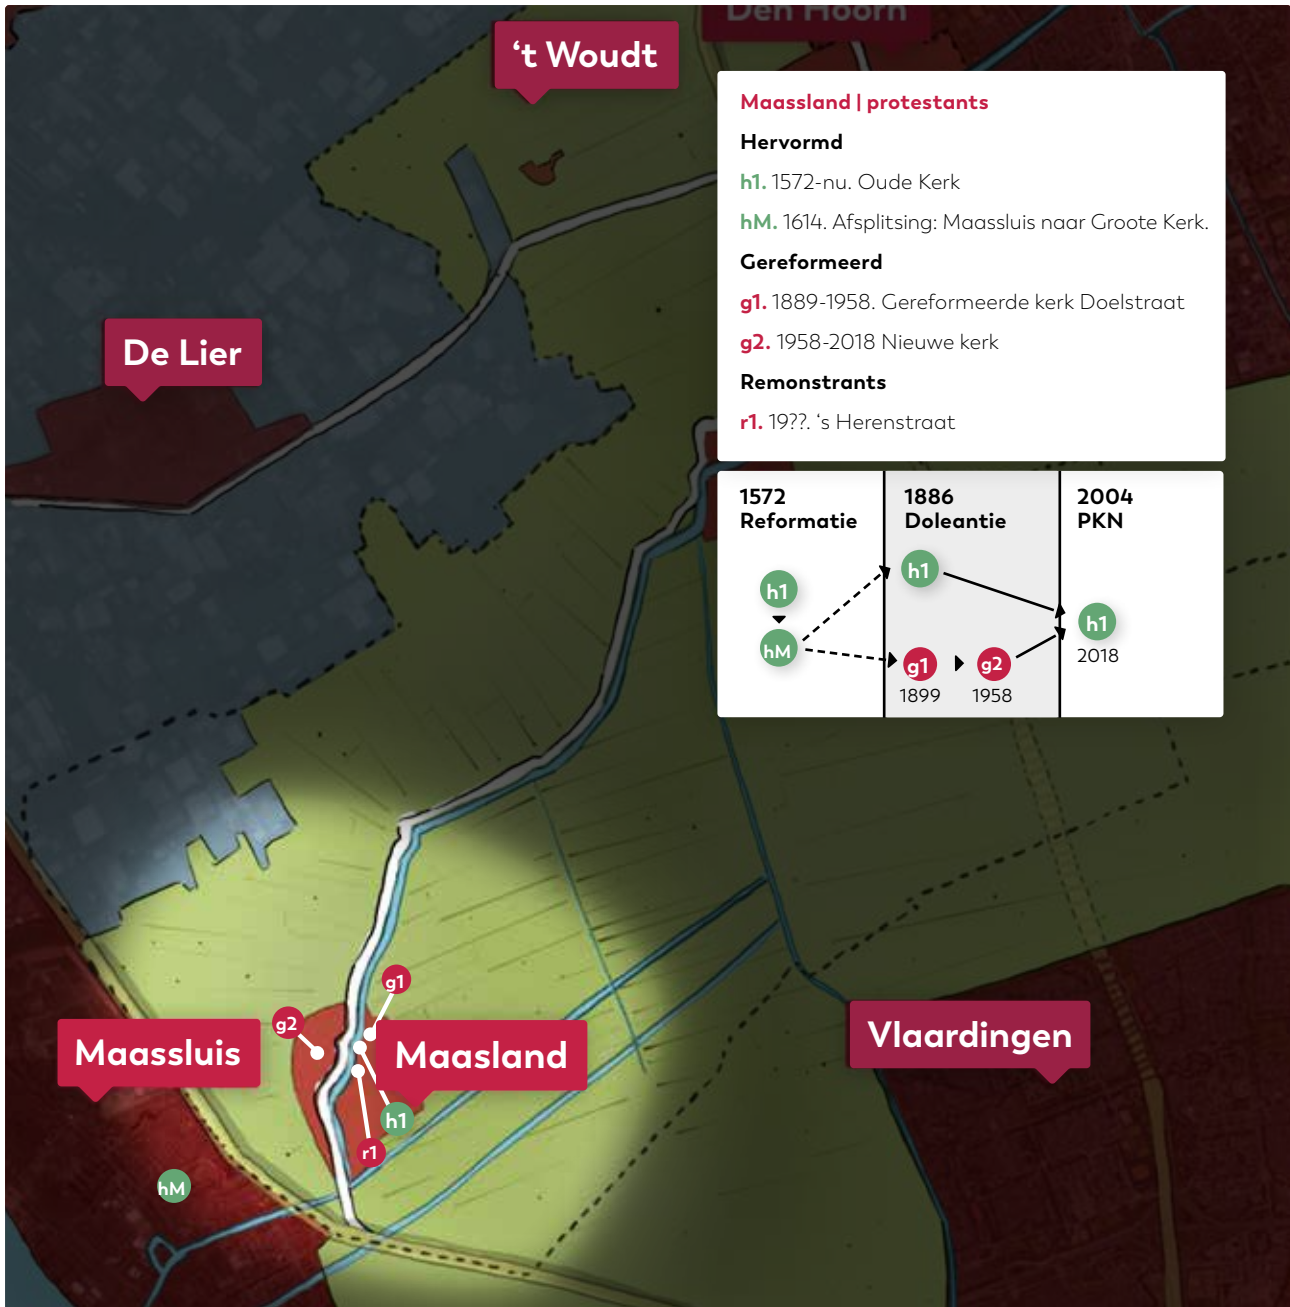 Den Hoorn
‘t Woudt
Maassland | protestants
Hervormd
h1. 1572-nu. Oude Kerk
hM. 1614. Afsplitsing: Maassluis naar Groote Kerk.
Gereformeerd
g1. 1889-1958. Gereformeerde kerk Doelstraat
g2. 1958-2018 Nieuwe kerk
Remonstrants
r1. 19??. ‘s Herenstraat
De Lier
1572
Reformatie
1886
Doleantie
2004
PKN
h1
hM
h1
g1
1899
g2
1958
h1
2018
g1
g2
Maassluis
Maasland
Vlaardingen
h1
r1
hM